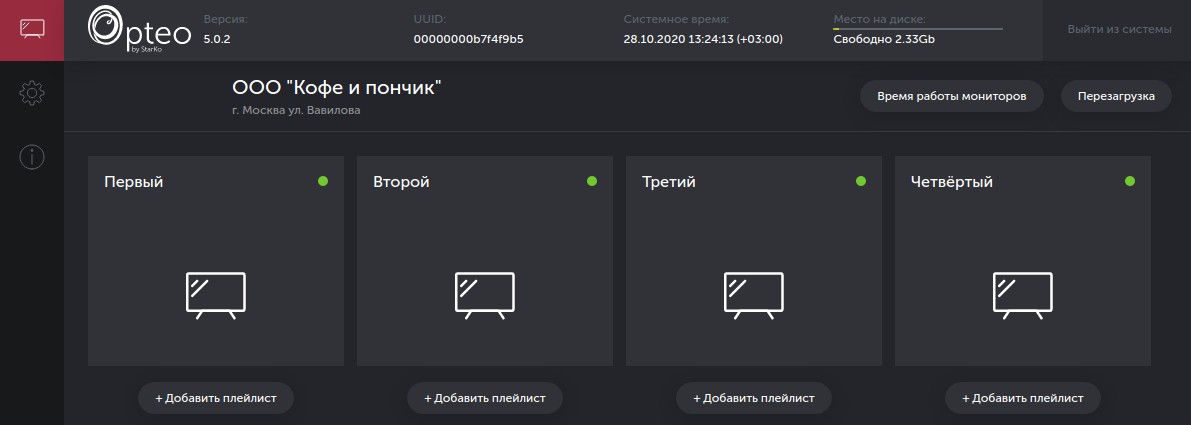 Opteo
by StarKo
Версия:
5.0.2
UUID:
00000000b7f4f9b5
Системное время:
28.10.2020 13:24:13 (+03:00)
Место на диске:
Свободно 2.33Gb
Выйти из системы
ООО "Кофе и пончик"
г. Москва ул. Вавилова
Время работы мониторов
Перезагрузка
Первый
Второй
Третий
Четвёртый
+ Добавить плейлист
+ Добавить плейлист
+ Добавить плейлист
+ Добавить плейлист